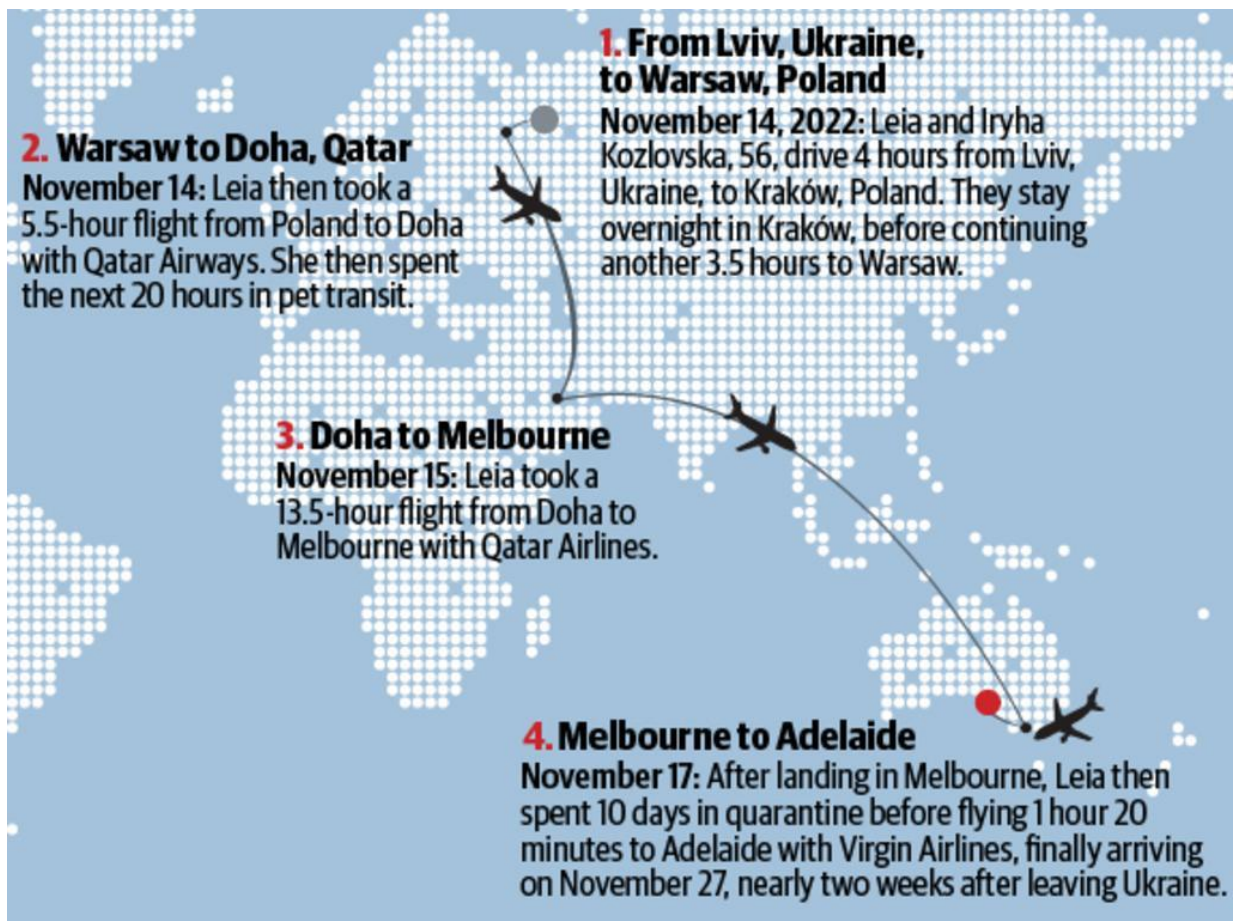 1. From Lviv, Ukraine,
to Warsaw, Poland
November 14, 2022: Leia and Iryha
Kozlovska, 56, drive 4 hours from Lviv,
Ukraine, to Kraków, Poland. They stay
overnight in Kraków, before continuing
another 3.5 hours to Warsaw.
2. Warsaw to Doha, Qatar
November 14: Leia then took a
5.5-hour flight from Poland to Doha
with Qatar Airways. She then spent
the next 20 hours in pet transit.
3. Doha to Melbourne
November 15: Leia took a
13.5-hour flight from Doha to
Melbourne with Qatar Airlines.
4. Melbourne to Adelaide
November 17: After landing in Melbourne, Leia then
spent 10 days in quarantine before flying 1 hour 20
minutes to Adelaide with Virgin Airlines, finally arriving
on November 27, nearly two weeks after leaving Ukraine.